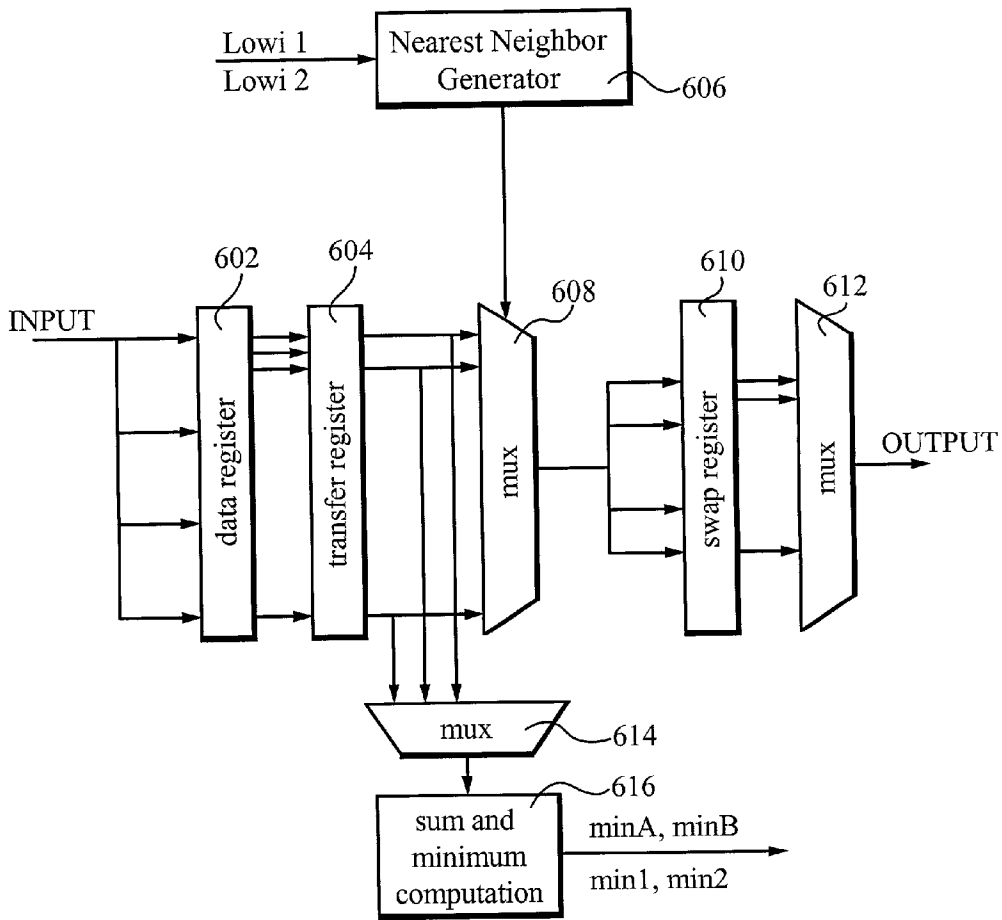 Lowi 1
Lowi 2
Nearest Neighbor
Generator
606
602
604
608
610
612
INPUT
data register
transfer register
mux
swap register
mux
OUTPUT
mux
614
616
sum and
minimum
computation
minA, minB
min1, min2